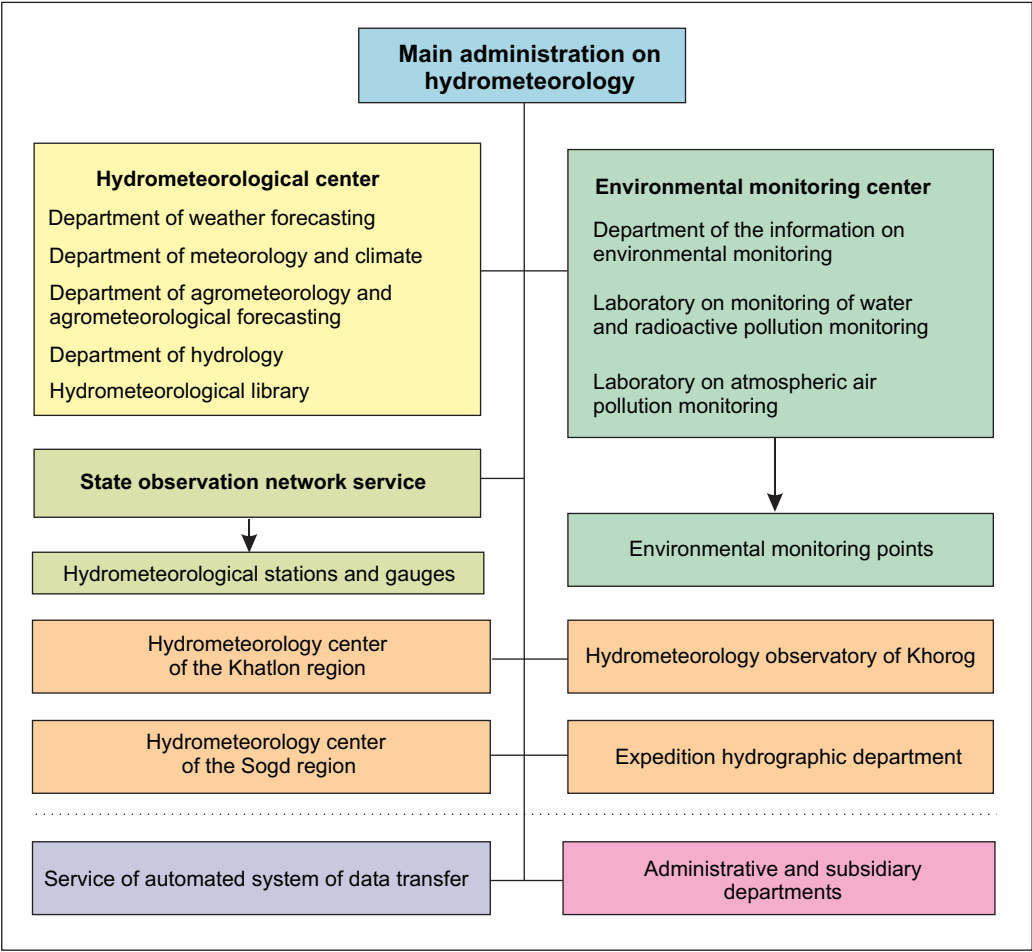 Main administration on
hydrometeorology
Hydrometeorological center
Department of weather forecasting
Department of meteorology and climate
Department of agrometeorology and
agrometeorological forecasting
Department of hydrology
Hydrometeorological library
Environmental monitoring center
Department of the information on
environmental monitoring
Laboratory on monitoring of water
and radioactive pollution monitoring
Laboratory on atmospheric air
pollution monitoring
State observation network service
Hydrometeorological stations and gauges
Environmental monitoring points
Hydrometeorology center
of the Khatlon region
Hydrometeorology observatory of Khorog
Hydrometeorology center
of the Sogd region
Expedition hydrographic department
Service of automated system of data transfer
Administrative and subsidiary
departments